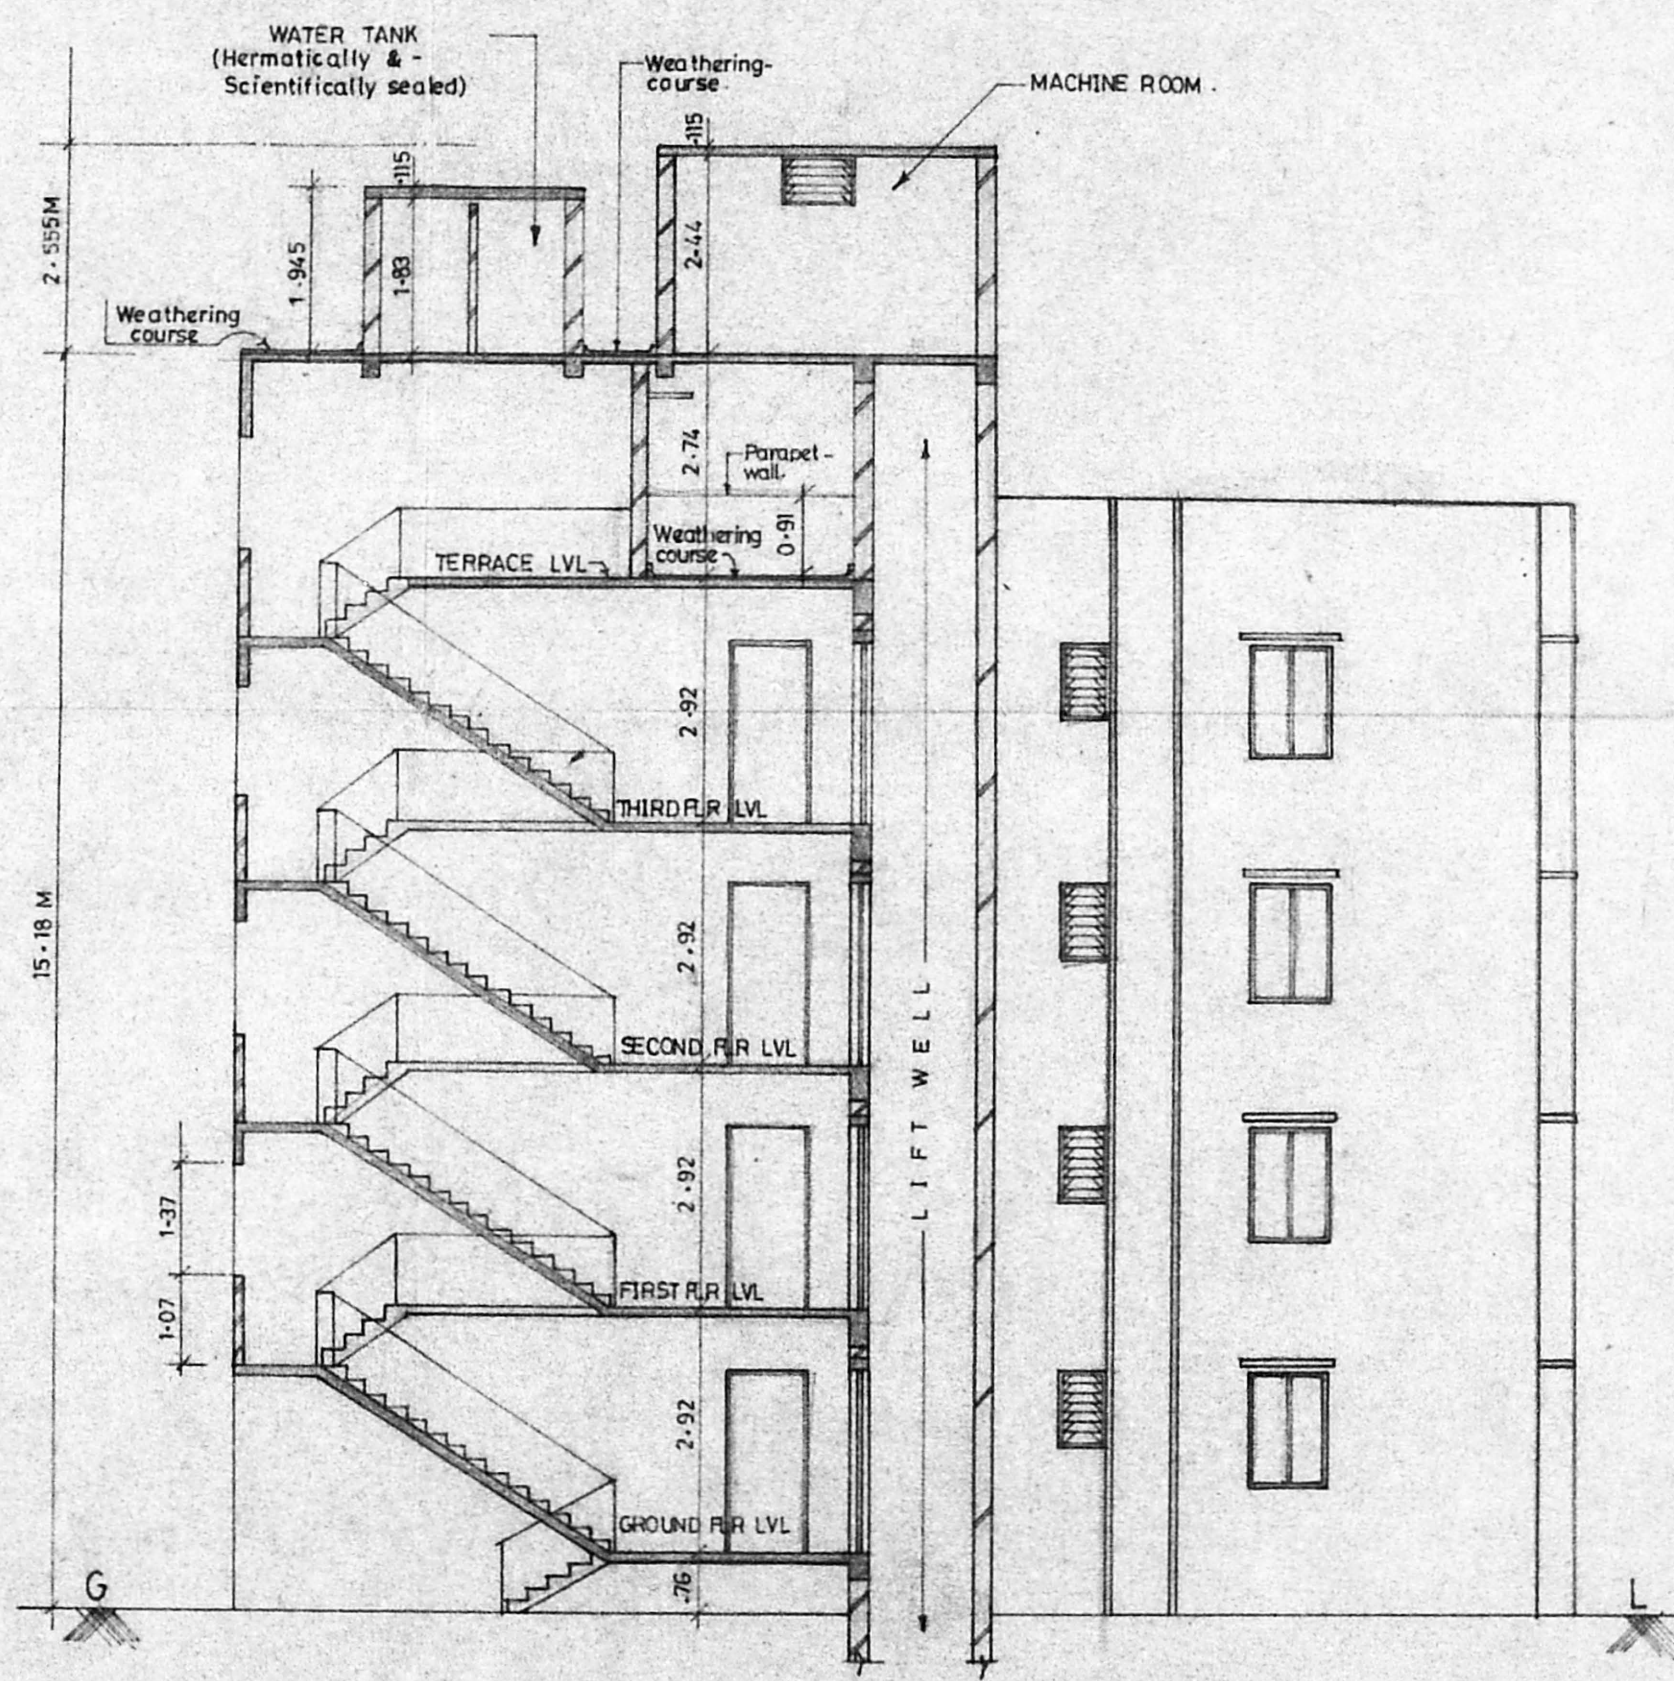 WATER TANK
(Hermatically & -
Scientifically sealed)
Weathering-
course.
MACHINE ROOM .
.115
.115
2.555M
1.945
1.83
2.44
Weathering
course
2.74
Parapet-
wall.
0.91
Weathering
course
TERRACE LVL
2.92
THIRD FLR LVL
15.18 M
2.92
SECOND FLR LVL
LIFT WELL
2.92
1.37
1.07
FIRST FLR LVL
2.92
GROUND FLR LVL
.76
G
L